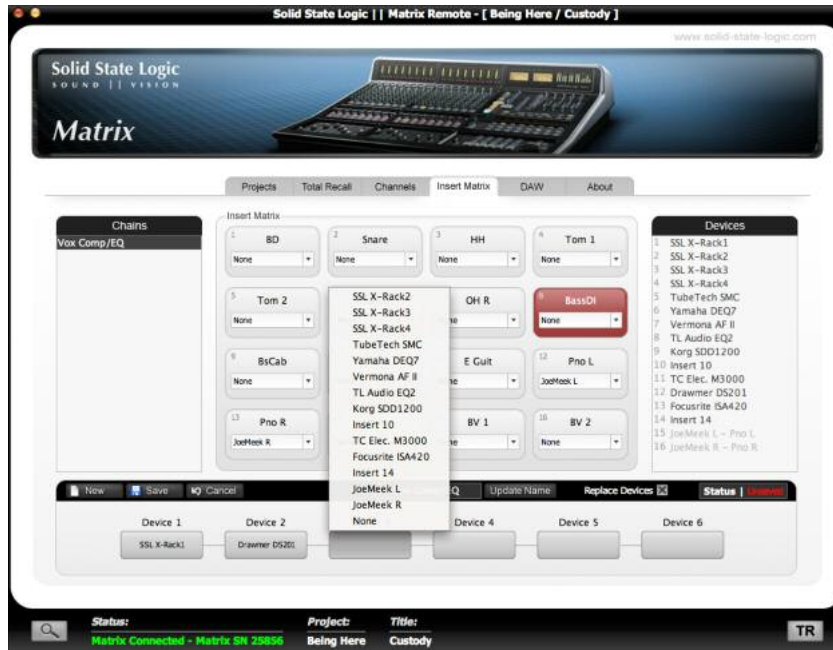 Solid State Logic || Matrix Remote - [ Being Here / Custody ]
www.solid-state-logic.com
Solid State Logic
SOUND || VISION
Matrix
Projects Total Recall Channels Insert Matrix DAW About
Chains
Vox Comp/EQ
Insert Matrix
1 BD
None
2 Snare
None
3 HH
None
4 Tom 1
None
5 Tom 2
None
OH R
8 BassDI
None
9 BsCab
None
E Guit
12 Pno L
JoeMeek L
13 Pno R
JoeMeek R
BV 1
16 BV 2
None
SSL X-Rack2
SSL X-Rack3
SSL X-Rack4
TubeTech SMC
Yamaha DEQ7
Vermona AF II
TL Audio EQ2
Korg SDD1200
Insert 10
TC Elec. M3000
Focusrite ISA420
Insert 14
JoeMeek L
JoeMeek R
None
Devices
1 SSL X-Rack1
2 SSL X-Rack2
3 SSL X-Rack3
4 SSL X-Rack4
5 TubeTech SMC
6 Yamaha DEQ7
7 Vermona AF II
8 TL Audio EQ2
9 Korg SDD1200
10 Insert 10
11 TC Elec. M3000
12 Drawmer DS201
13 Focusrite ISA420
14 Insert 14
15 JoeMeek L - Pno L
16 JoeMeek R - Pno R
New Save Cancel Update Name Replace Devices Status | Unsaved
Device 1 Device 2 Device 4 Device 5 Device 6
SSL X-Rack1 Drawmer DS201
Status: Project: Title:
Matrix Connected - Matrix SN 25856 Being Here Custody
TR